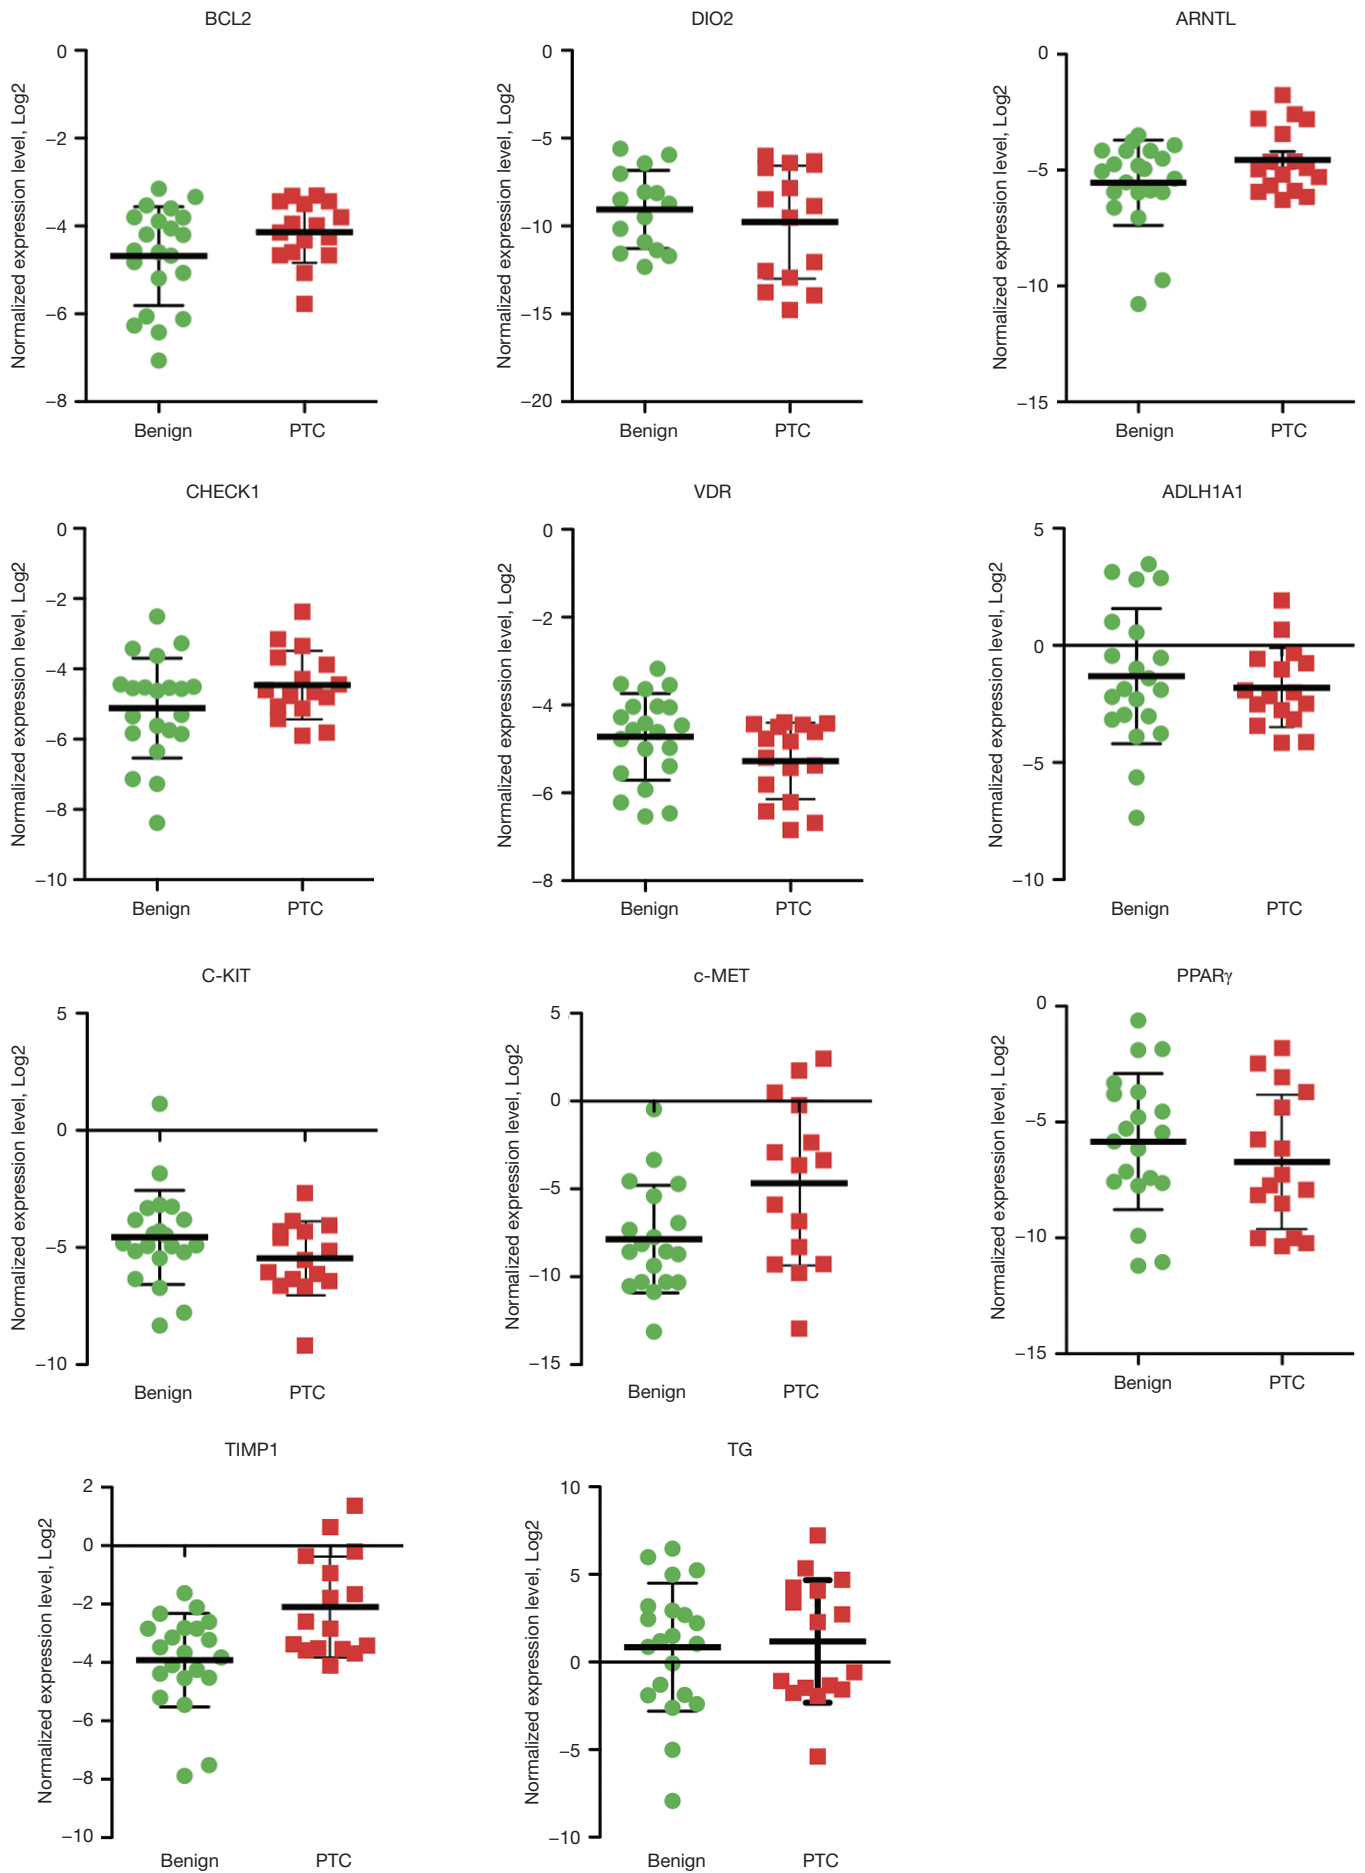 BCL2
Normalized expression level, Log2
0
−2
−4
−6
−8
Benign PTC
DIO2
Normalized expression level, Log2
0
−5
−10
−15
−20
Benign PTC
ARNTL
Normalized expression level, Log2
0
−5
−10
−15
Benign PTC
CHECK1
Normalized expression level, Log2
0
−2
−4
−6
−8
−10
Benign PTC
VDR
Normalized expression level, Log2
0
−2
−4
−6
−8
Benign PTC
ADLH1A1
Normalized expression level, Log2
5
0
−5
−10
Benign PTC
C-KIT
Normalized expression level, Log2
5
0
−5
−10
Benign PTC
c-MET
Normalized expression level, Log2
5
0
−5
−10
−15
Benign PTC
PPARγ
Normalized expression level, Log2
0
−5
−10
−15
Benign PTC
TIMP1
Normalized expression level, Log2
2
0
−2
−4
−6
−8
−10
Benign PTC
TG
Normalized expression level, Log2
10
5
0
−5
−10
Benign PTC